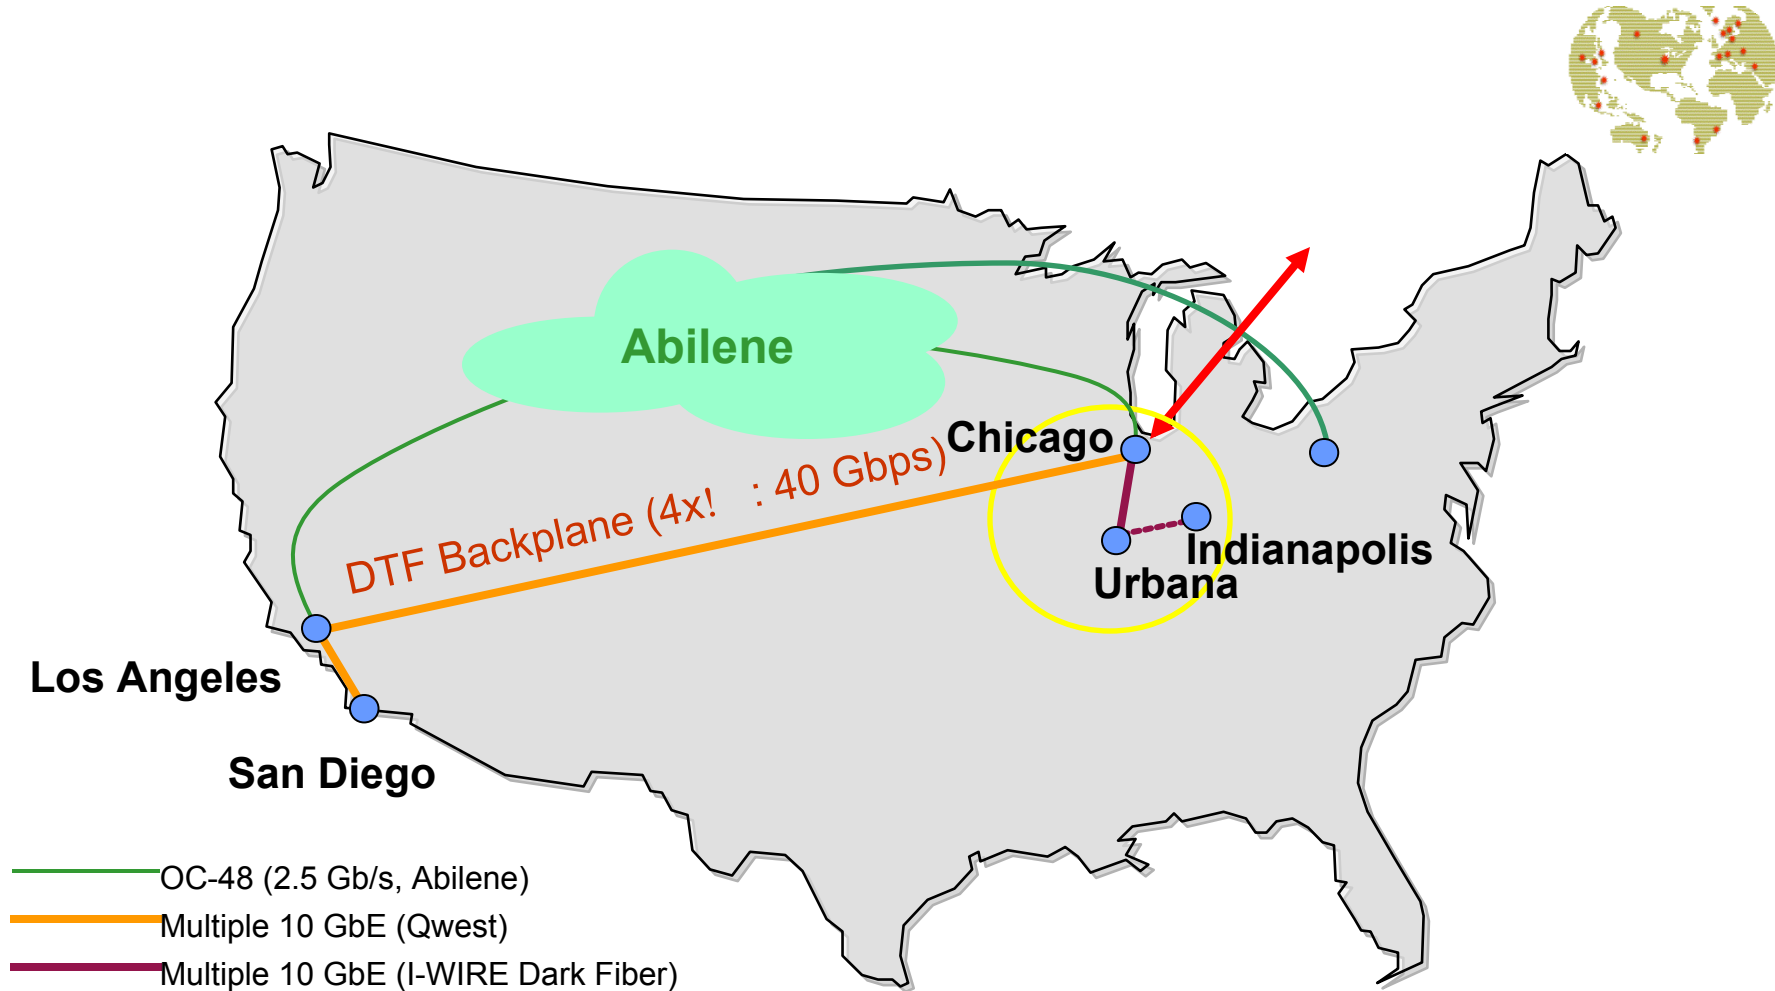 Abilene
Chicago
DTF Backplane (4x! : 40 Gbps)
Indianapolis
Urbana
Los Angeles
San Diego
OC-48 (2.5 Gb/s, Abilene)
Multiple 10 GbE (Qwest)
Multiple 10 GbE (I-WIRE Dark Fiber)